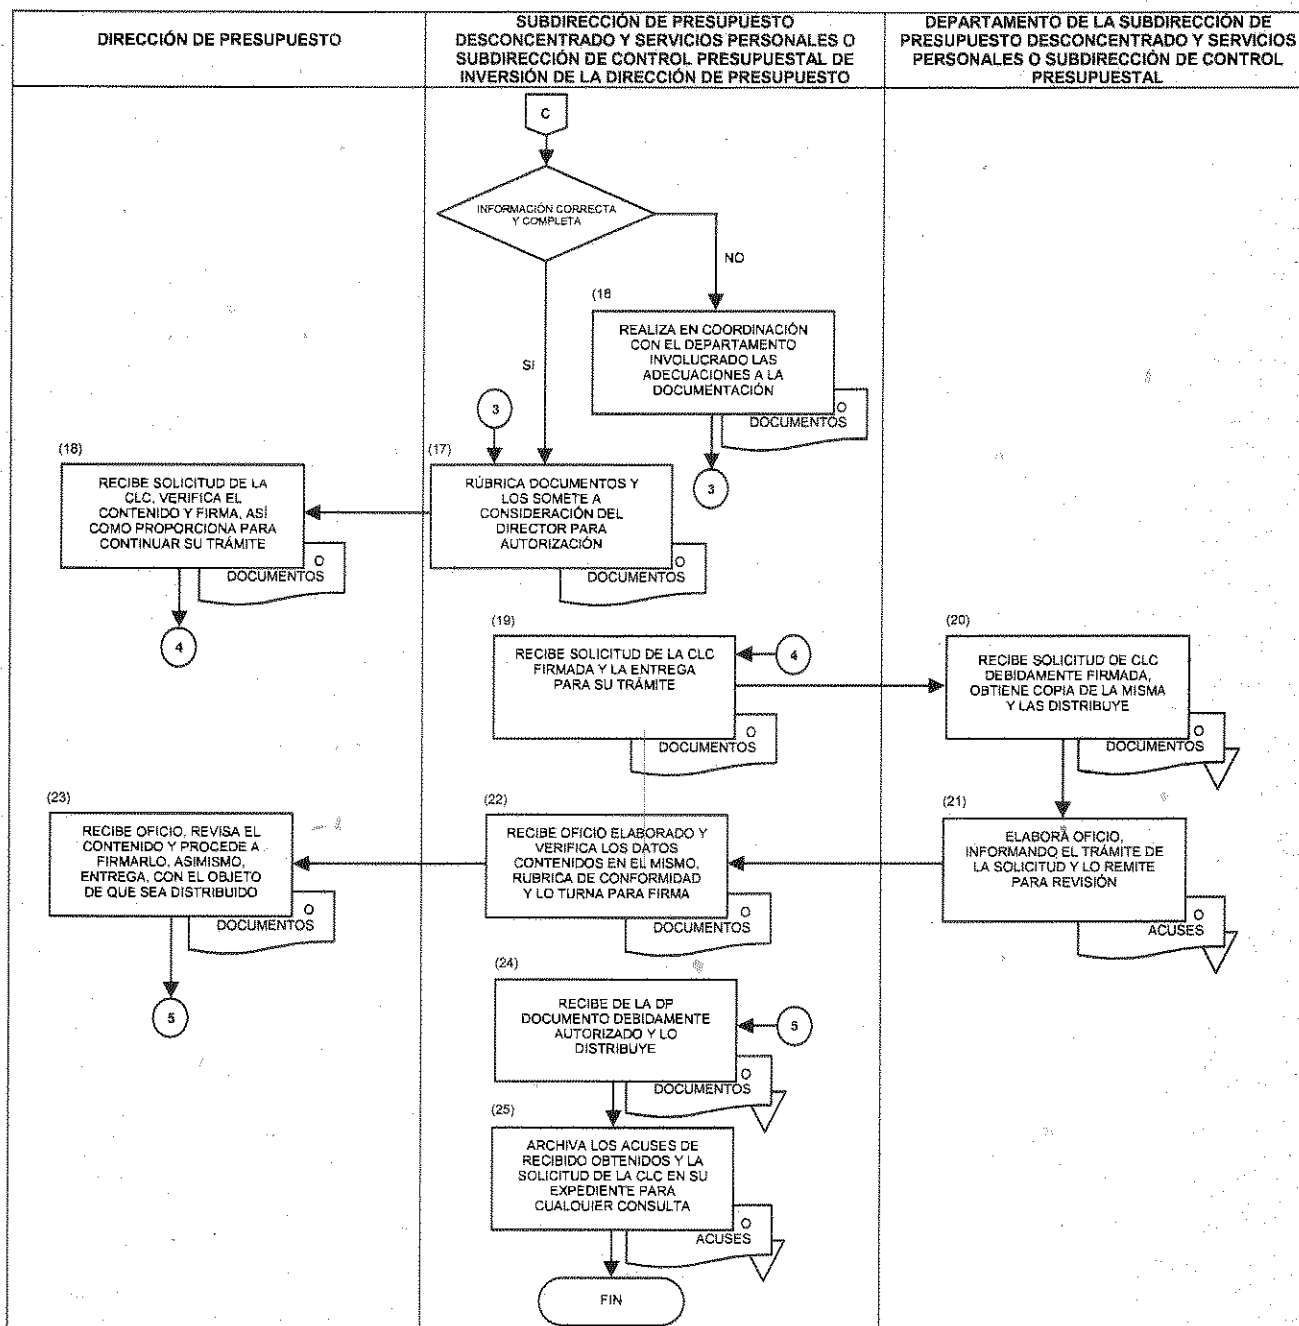 DIRECCIÓN DE PRESUPUESTO
SUBDIRECCIÓN DE PRESUPUESTO
DESCONCENTRADO Y SERVICIOS PERSONALES O
SUBDIRECCIÓN DE CONTROL PRESUPUESTAL DE
INVERSIÓN DE LA DIRECCIÓN DE PRESUPUESTO
DEPARTAMENTO DE LA SUBDIRECCIÓN DE
PRESUPUESTO DESCONCENTRADO Y SERVICIOS
PERSONALES O SUBDIRECCIÓN DE CONTROL
PRESUPUESTAL
C
INFORMACIÓN CORRECTA
Y COMPLETA
NO
SI
(16
REALIZA EN COORDINACIÓN
CON EL DEPARTAMENTO
INVOLUCRADO LAS
ADECUACIONES A LA
DOCUMENTACIÓN
O
DOCUMENTOS
3
3
(17)
RÚBRICA DOCUMENTOS Y
LOS SOMETE A
CONSIDERACIÓN DEL
DIRECTOR PARA
AUTORIZACIÓN
O
DOCUMENTOS
(18)
RECIBE SOLICITUD DE LA
CLC, VERIFICA EL
CONTENIDO Y FIRMA, ASÍ
COMO PROPORCIONA PARA
CONTINUAR SU TRÁMITE
O
DOCUMENTOS
4
(19)
RECIBE SOLICITUD DE LA CLC
FIRMADA Y LA ENTREGA
PARA SU TRÁMITE
4
O
DOCUMENTOS
(20)
RECIBE SOLICITUD DE CLC
DEBIDAMENTE FIRMADA,
OBTIENE COPIA DE LA MISMA
Y LAS DISTRIBUYE
O
DOCUMENTOS
(21)
ELABORA OFICIO,
INFORMANDO EL TRÁMITE DE
LA SOLICITUD Y LO REMITE
PARA REVISIÓN
O
ACUSES
(22)
RECIBE OFICIO ELABORADO Y
VERIFICA LOS DATOS
CONTENIDOS EN EL MISMO,
RUBRICA DE CONFORMIDAD
Y LO TURNA PARA FIRMA
O
DOCUMENTOS
(23)
RECIBE OFICIO, REVISA EL
CONTENIDO Y PROCEDE A
FIRMARLO, ASIMISMO,
ENTREGA, CON EL OBJETO
DE QUE SEA DISTRIBUIDO
O
DOCUMENTOS
5
(24)
RECIBE DE LA DP
DOCUMENTO DEBIDAMENTE
AUTORIZADO Y LO
DISTRIBUYE
5
O
DOCUMENTOS
(25)
ARCHIVA LOS ACUSES DE
RECIBIDO OBTENIDOS Y LA
SOLICITUD DE LA CLC EN SU
EXPEDIENTE PARA
CUALQUIER CONSULTA
O
ACUSES
FIN